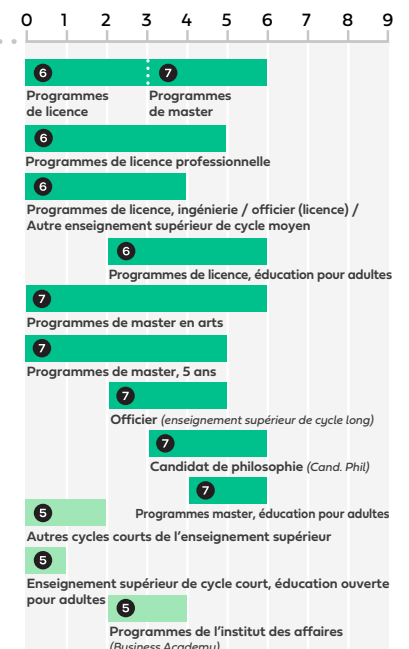 0 1 2 3 4 5 6 7 8 9
6 7
Programmes Programmes
de licence de master
6
Programmes de licence professionnelle
6
Programmes de licence, ingénierie / officier (licence) /
Autre enseignement supérieur de cycle moyen
6
Programmes de licence, éducation pour adultes
7
Programmes de master en arts
7
Programmes de master, 5 ans
7
Officier (enseignement supérieur de cycle long)
7
Candidat de philosophie (Cand. Phil)
7
Programmes master, éducation pour adultes
5
Autres cycles courts de l'enseignement supérieur
5
Enseignement supérieur de cycle court, éducation ouverte
pour adultes
5
Programmes de l'institut des affaires
(Business Academy)